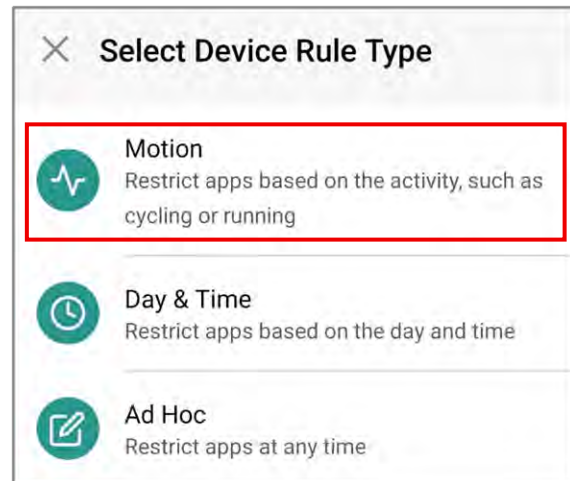 Select Device Rule Type
Motion
Restrict apps based on the activity, such as
cycling or running
Day & Time
Restrict apps based on the day and time
Ad Hoc
Restrict apps at any time